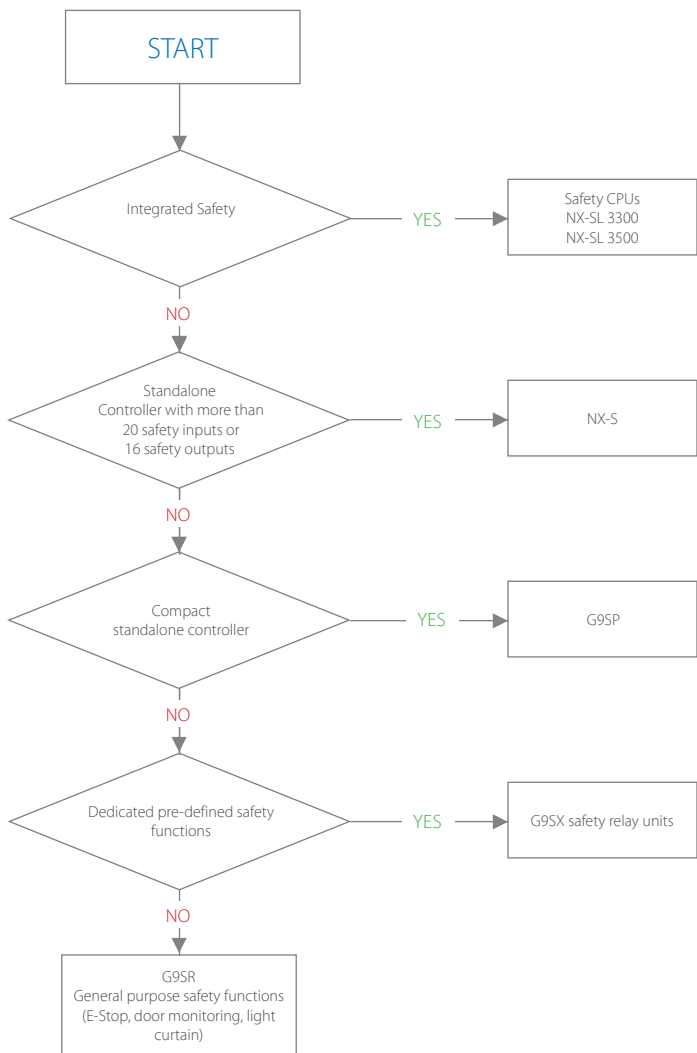 START
Integrated Safety
YES
Safety CPUs
NX-SL 3300
NX-SL 3500
NO
Standalone
Controller with more than
20 safety inputs or
16 safety outputs
YES
NX-S
NO
Compact
standalone controller
YES
G9SP
NO
Dedicated pre-defined safety
functions
YES
G9SX safety relay units
NO
G9SR
General purpose safety functions
(E-Stop, door monitoring, light
curtain)